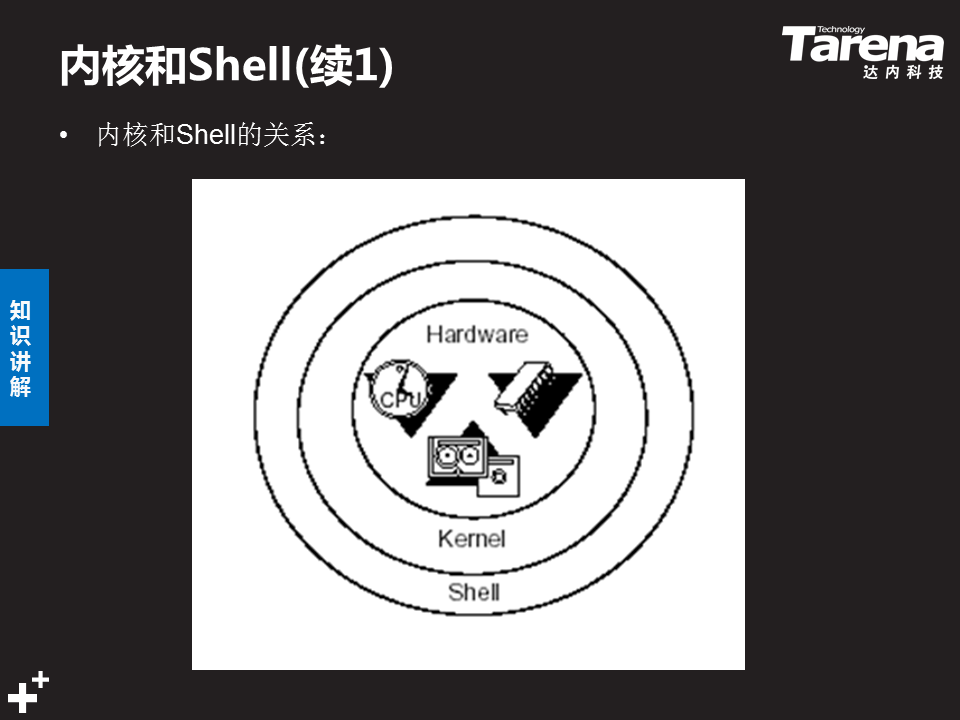 内核和Shell(续1)
Technology
Tarena
达内科技
• 内核和Shell的关系：
知识讲解
Hardware
CPU
Kernel
Shell